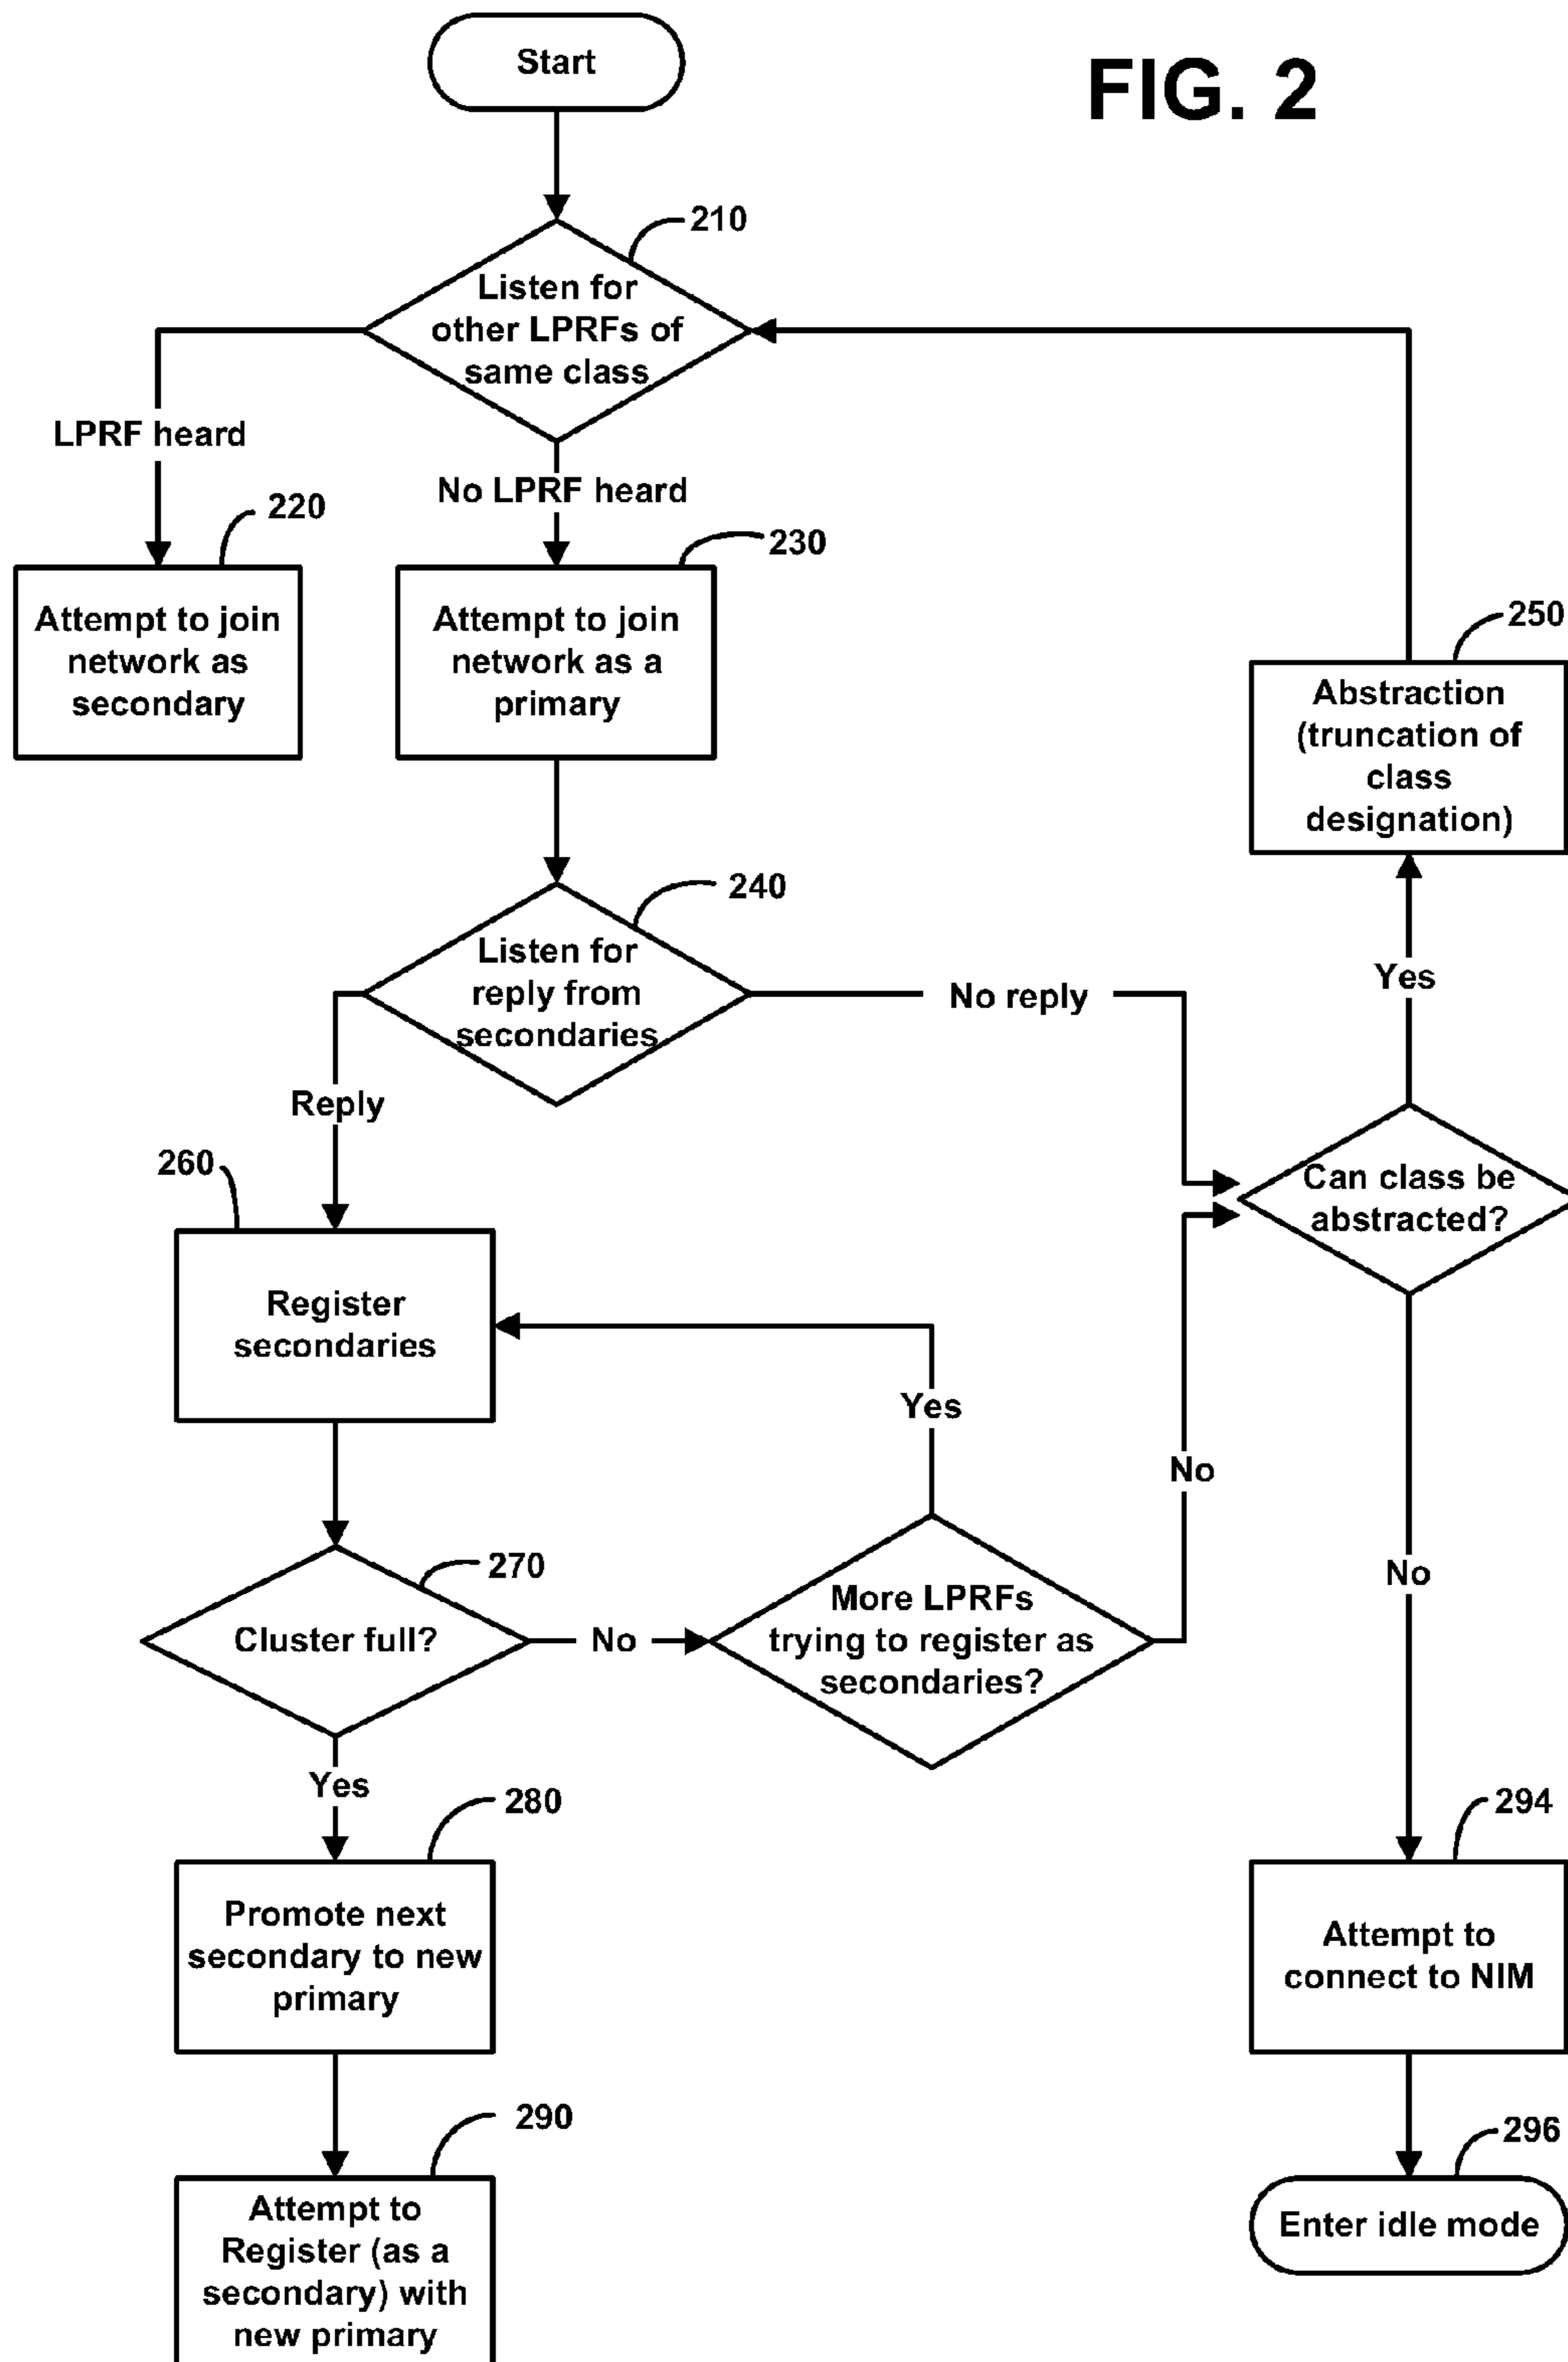 Start
FIG. 2
210
Listen for
other LPRFs of
same class
LPRF heard
No LPRF heard
220
230
Attempt to join
network as
secondary
Attempt to join
network as a
primary
250
Abstraction
(truncation of
class
designation)
240
Listen for
reply from
secondaries
No reply
Yes
Reply
260
Can class be
abstracted?
Register
secondaries
Yes
No
270
Cluster full?
No
More LPRFs
trying to register as
secondaries?
No
Yes
280
294
Promote next
secondary to new
primary
Attempt to
connect to NIM
290
296
Attempt to
Register (as a
secondary) with
new primary
Enter idle mode